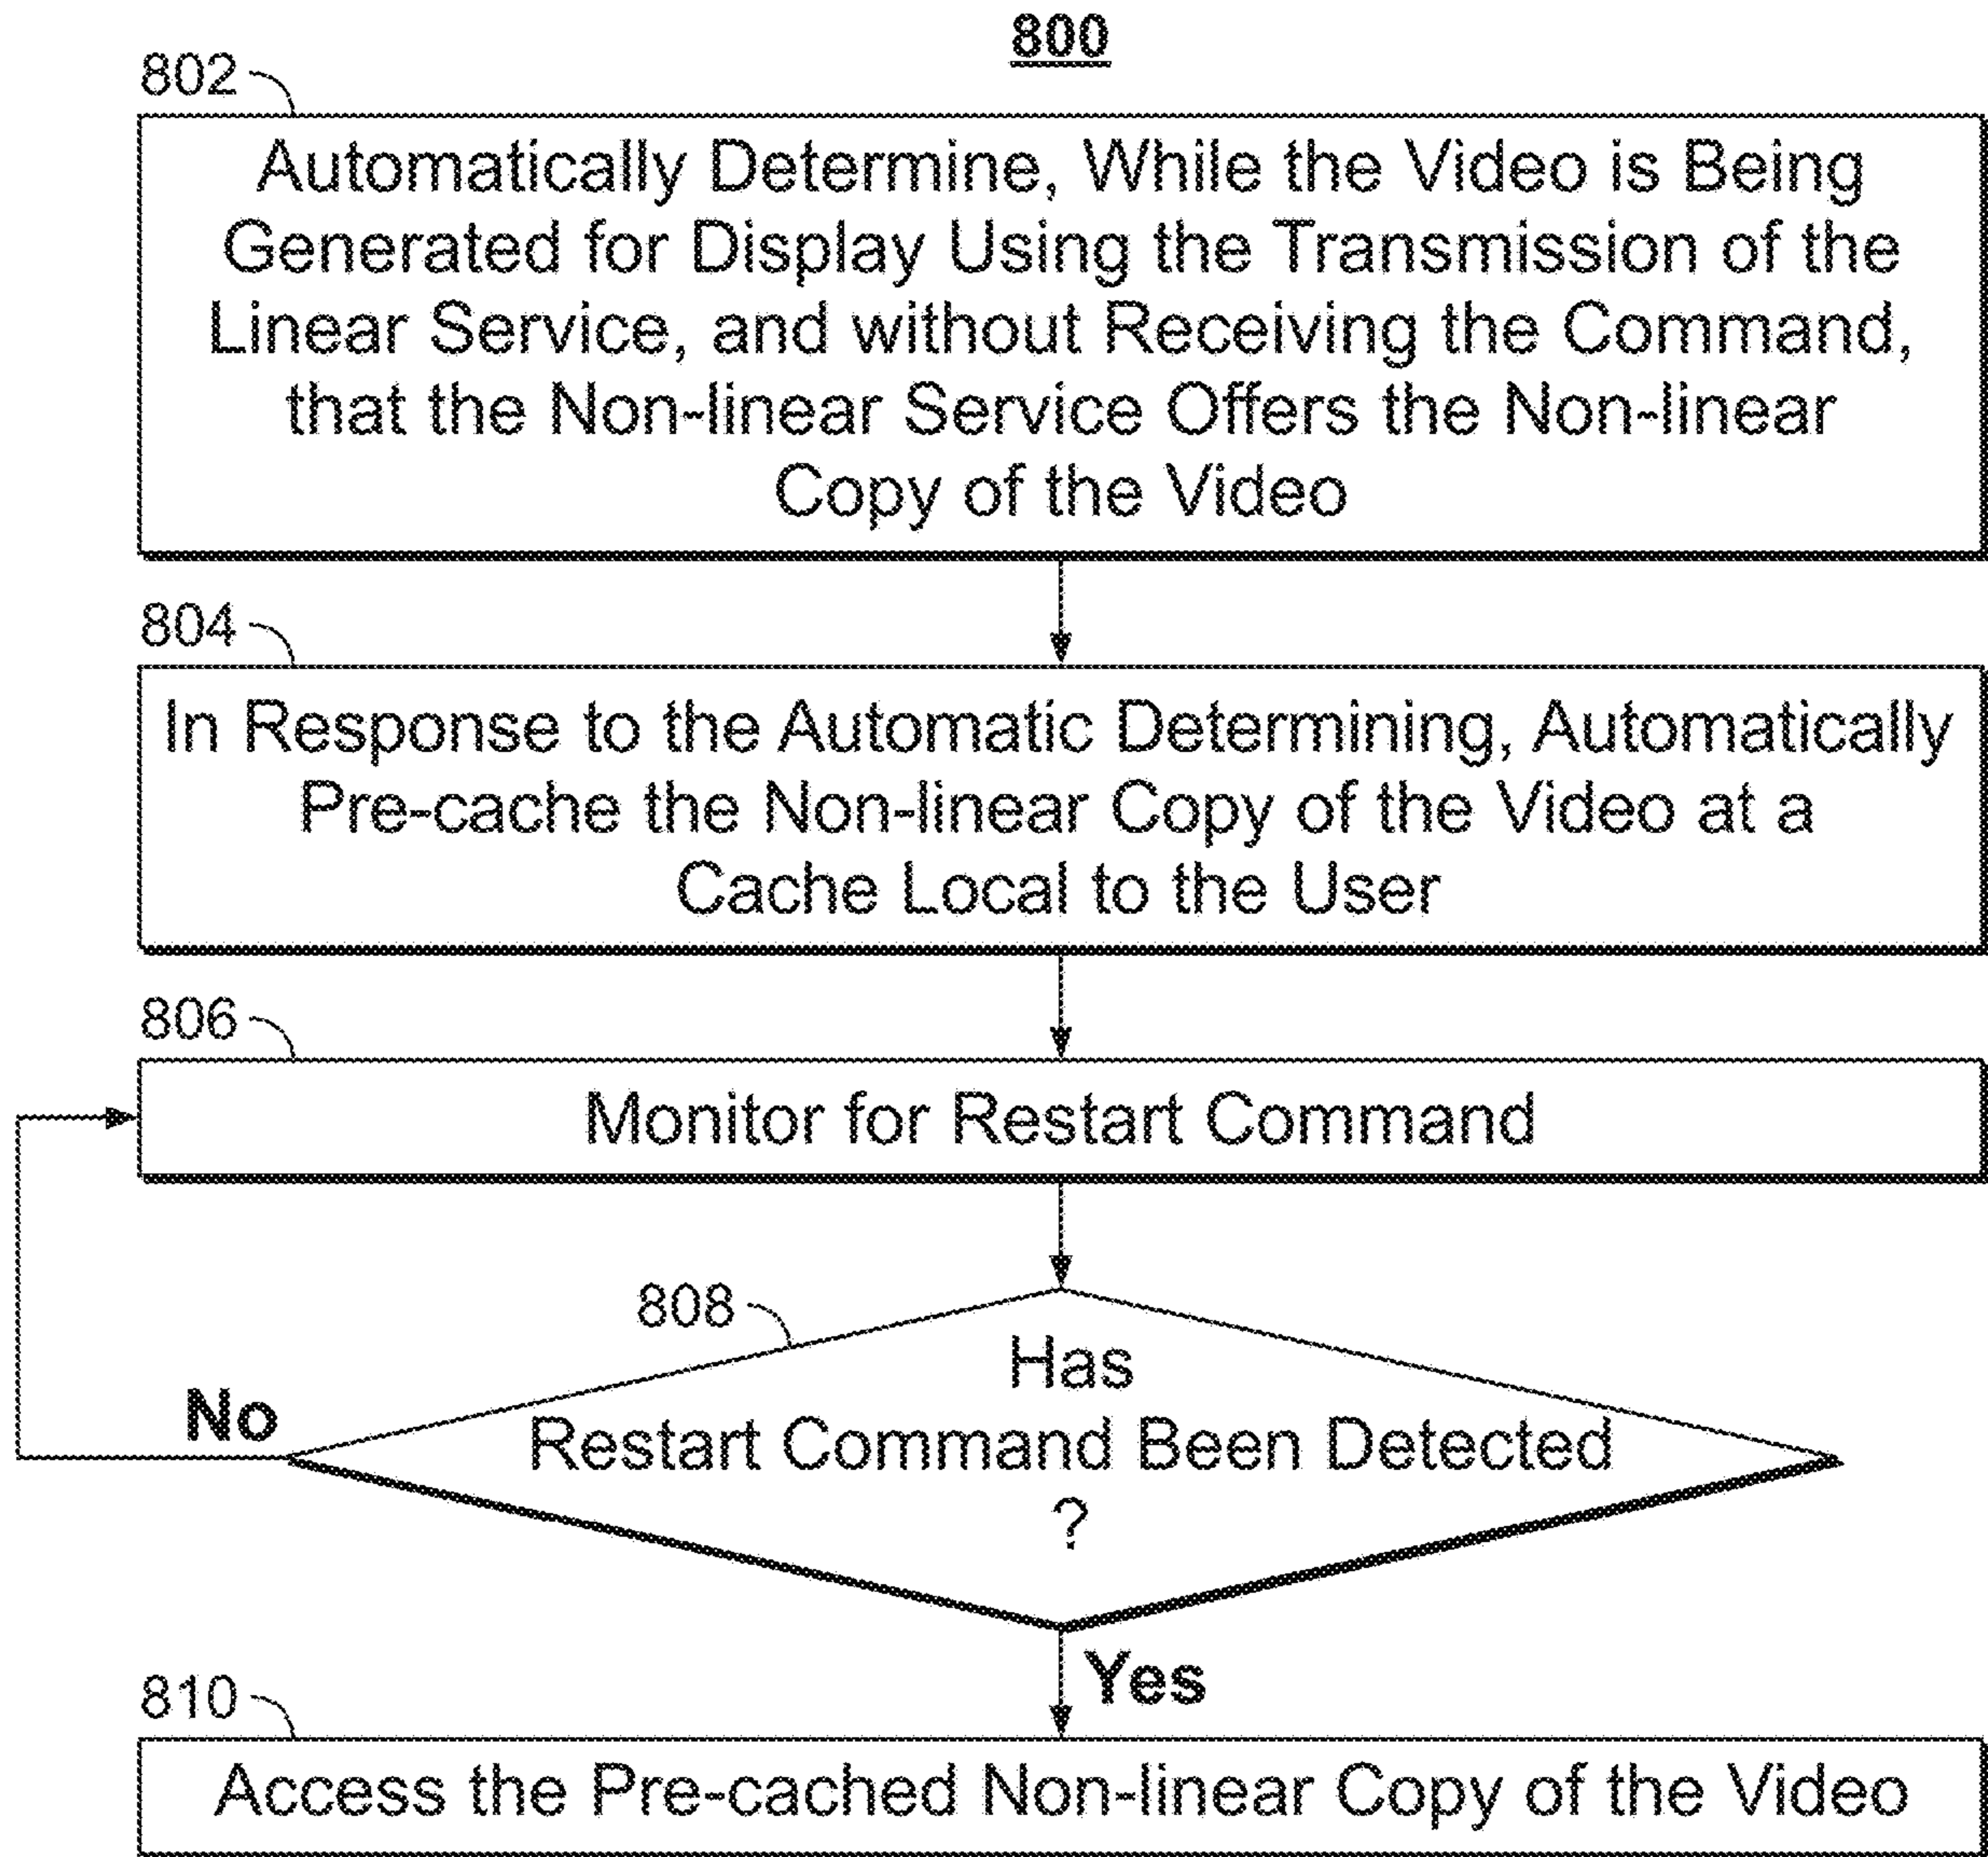 800
802
Automatically Determine, While the Video is Being
Generated for Display Using the Transmission of the
Linear Service, and without Receiving the Command,
that the Non-linear Service Offers the Non-linear
Copy of the Video
804
In Response to the Automatic Determining, Automatically
Pre-cache the Non-linear Copy of the Video at a
Cache Local to the User
806
Monitor for Restart Command
808
Has
Restart Command Been Detected
?
No
Yes
810
Access the Pre-cached Non-linear Copy of the Video